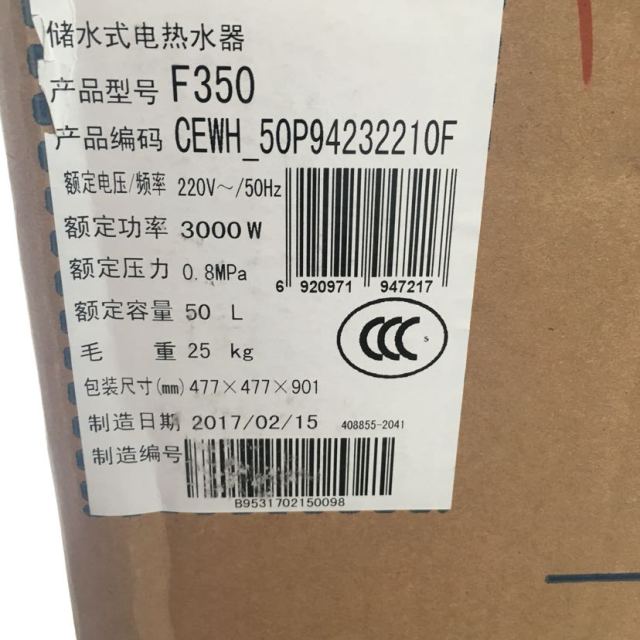 储水式电热水器
产品型号 F350
产品编码 CEWH_50P94232210F
额定电压/频率 220V～/50Hz
额定功率 3000W
额定压力 0.8MPa
6 920971 947217
额定容量 50 L
CCC S
毛 重 25 kg
包装尺寸(mm) 477×477×901
制造日期 2017/02/15 408855-2041
制造编号
B9531702150098